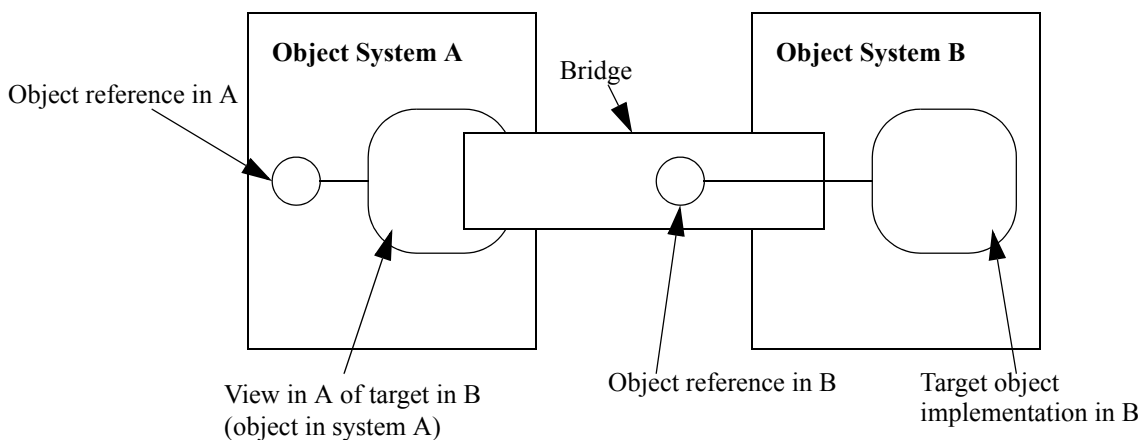 Object System A
Object System B
Bridge
Object reference in A
View in A of target in B
(object in system A)
Object reference in B
Target object
implementation in B